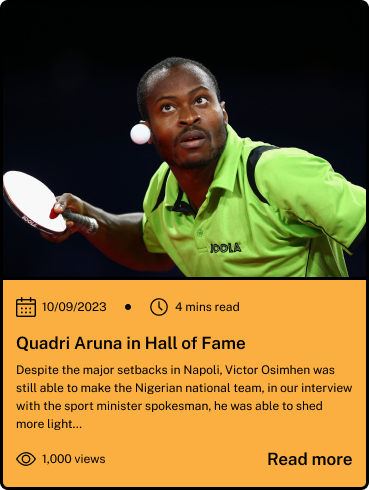 JOOLA
JOOLA
10/09/2023 • 4 mins read
Quadri Aruna in Hall of Fame
Despite the major setbacks in Napoli, Victor Osimhen was
still able to make the Nigerian national team, in our interview
with the sport minister spokesman, he was able to shed
more light...
1,000 views Read more